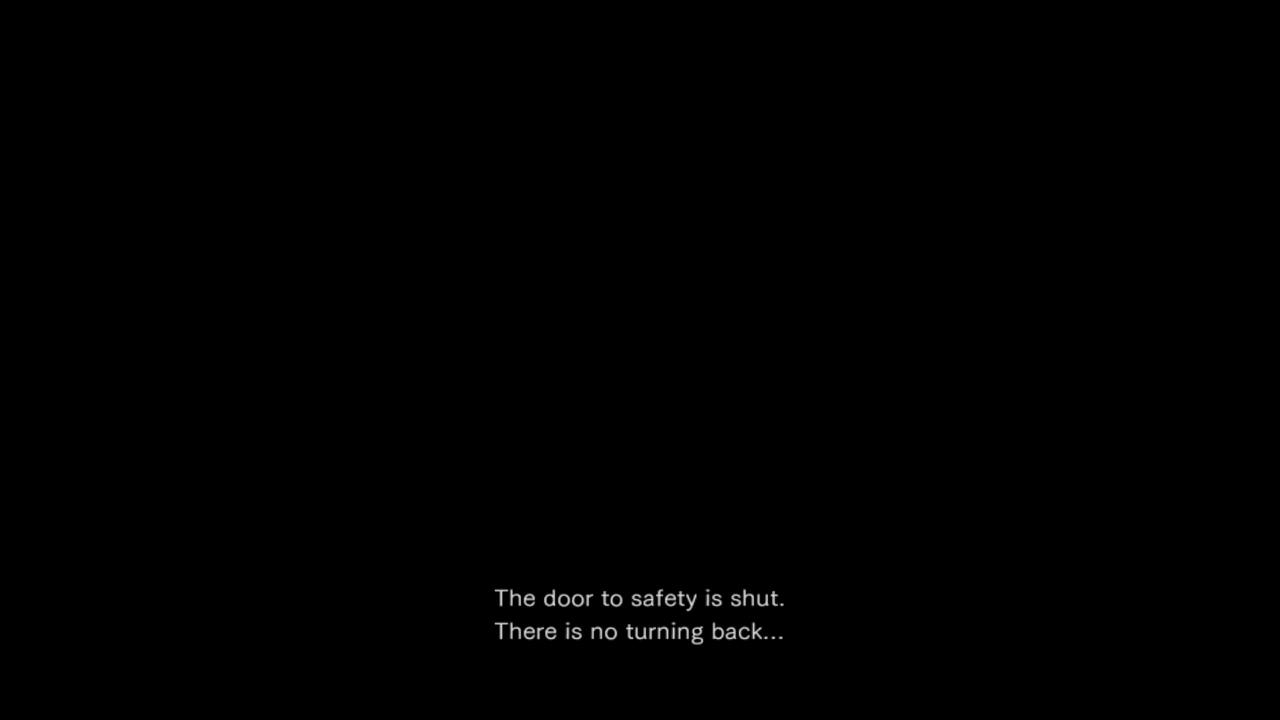 The door to safety is shut.
There is no turning back...